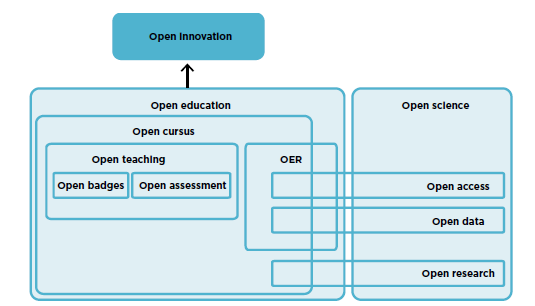 Open Innovation
Open education
Open science
Open cursus
Open teaching
OER
Open badges
Open assessment
Open access
Open data
Open research